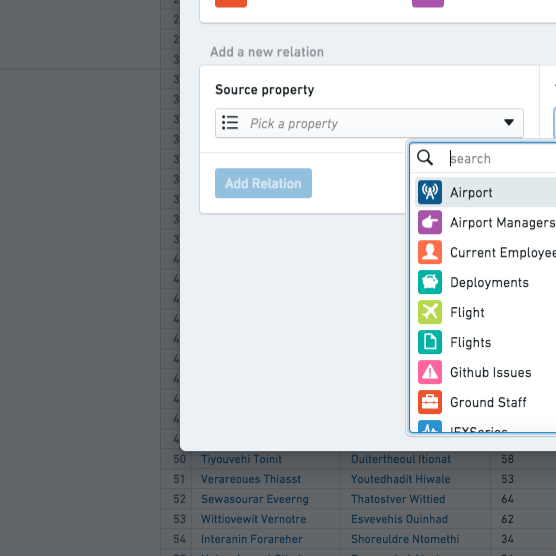 Add a new relation
Source property
Pick a property
Add Relation
search
Airport
Airport Managers
Current Employee
Deployments
Flight
Flights
Github Issues
Ground Staff
50 Tiyouvehi Toinit Oultertheoul Itionat 58
51 Verareoues Thiasst Youtedhadit Hiwale 53
52 Sewasourar Eveerng Thatostver Wittied 64
53 Wittiovewit Vernotre Esvevehis Ouinhad 62
54 Interanin Forareher Shoreuldre Ntomethi 34